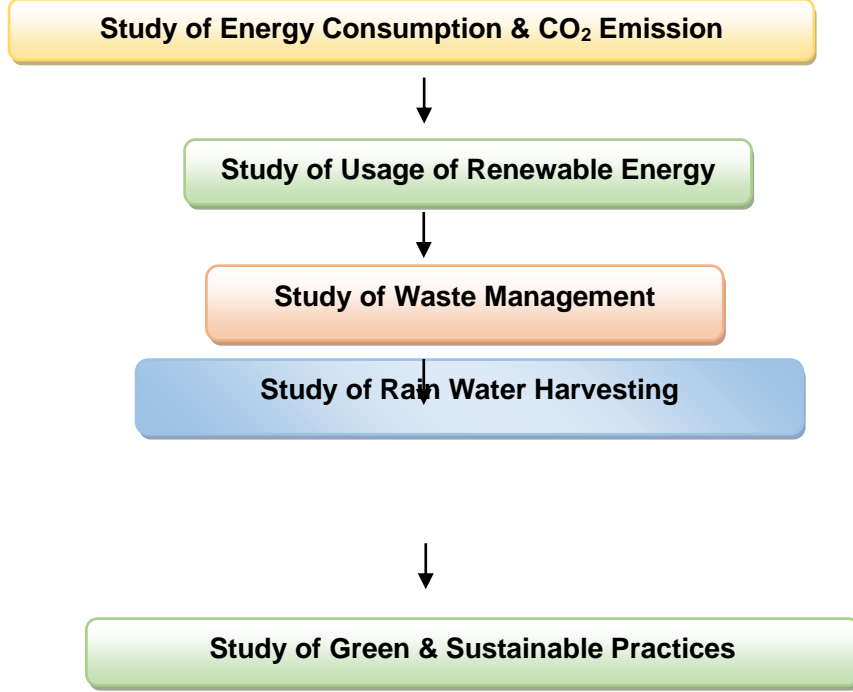 Study of Energy Consumption & CO₂ Emission
Study of Usage of Renewable Energy
Study of Waste Management
Study of Rain Water Harvesting
Study of Green & Sustainable Practices